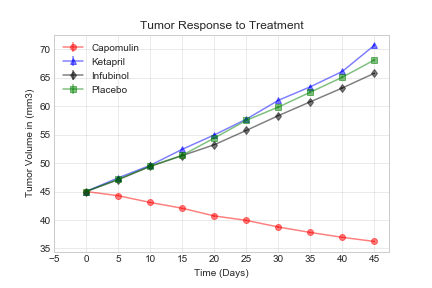 Tumor Response to Treatment
Capomulin
Ketapril
Infubinol
Placebo
Tumor Volume in (mm3)
70
65
60
55
50
45
40
35
−5 0 5 10 15 20 25 30 35 40 45
Time (Days)